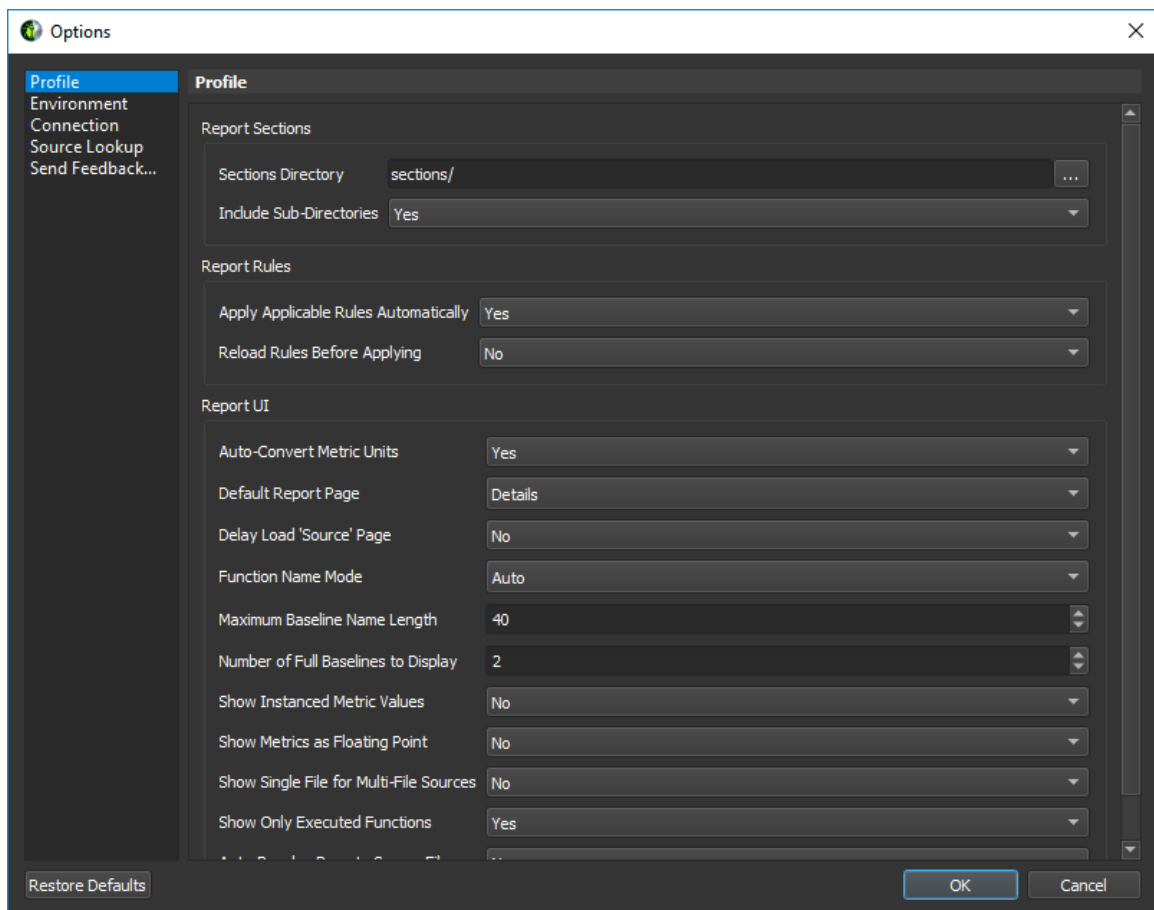 Options
Profile
Environment
Connection
Source Lookup
Send Feedback...
Profile
Report Sections
Sections Directory sections/ ...
Include Sub-Directories Yes
Report Rules
Apply Applicable Rules Automatically Yes
Reload Rules Before Applying No
Report UI
Auto-Convert Metric Units Yes
Default Report Page Details
Delay Load 'Source' Page No
Function Name Mode Auto
Maximum Baseline Name Length 40
Number of Full Baselines to Display 2
Show Instanced Metric Values No
Show Metrics as Floating Point No
Show Single File for Multi-File Sources No
Show Only Executed Functions Yes
Restore Defaults OK Cancel